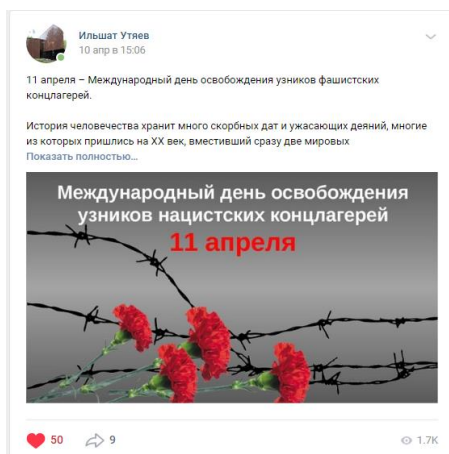 Ильшат Утяев
10 апр в 15:06
11 апреля – Международный день освобождения узников фашистских
концлагерей.
История человечества хранит много скорбных дат и ужасающих деяний, многие
из которых пришлись на XX век, вместивший сразу две мировых
Показать полностью...
Международный день освобождения
узников нацистских концлагерей
11 апреля
50
9
1.7K